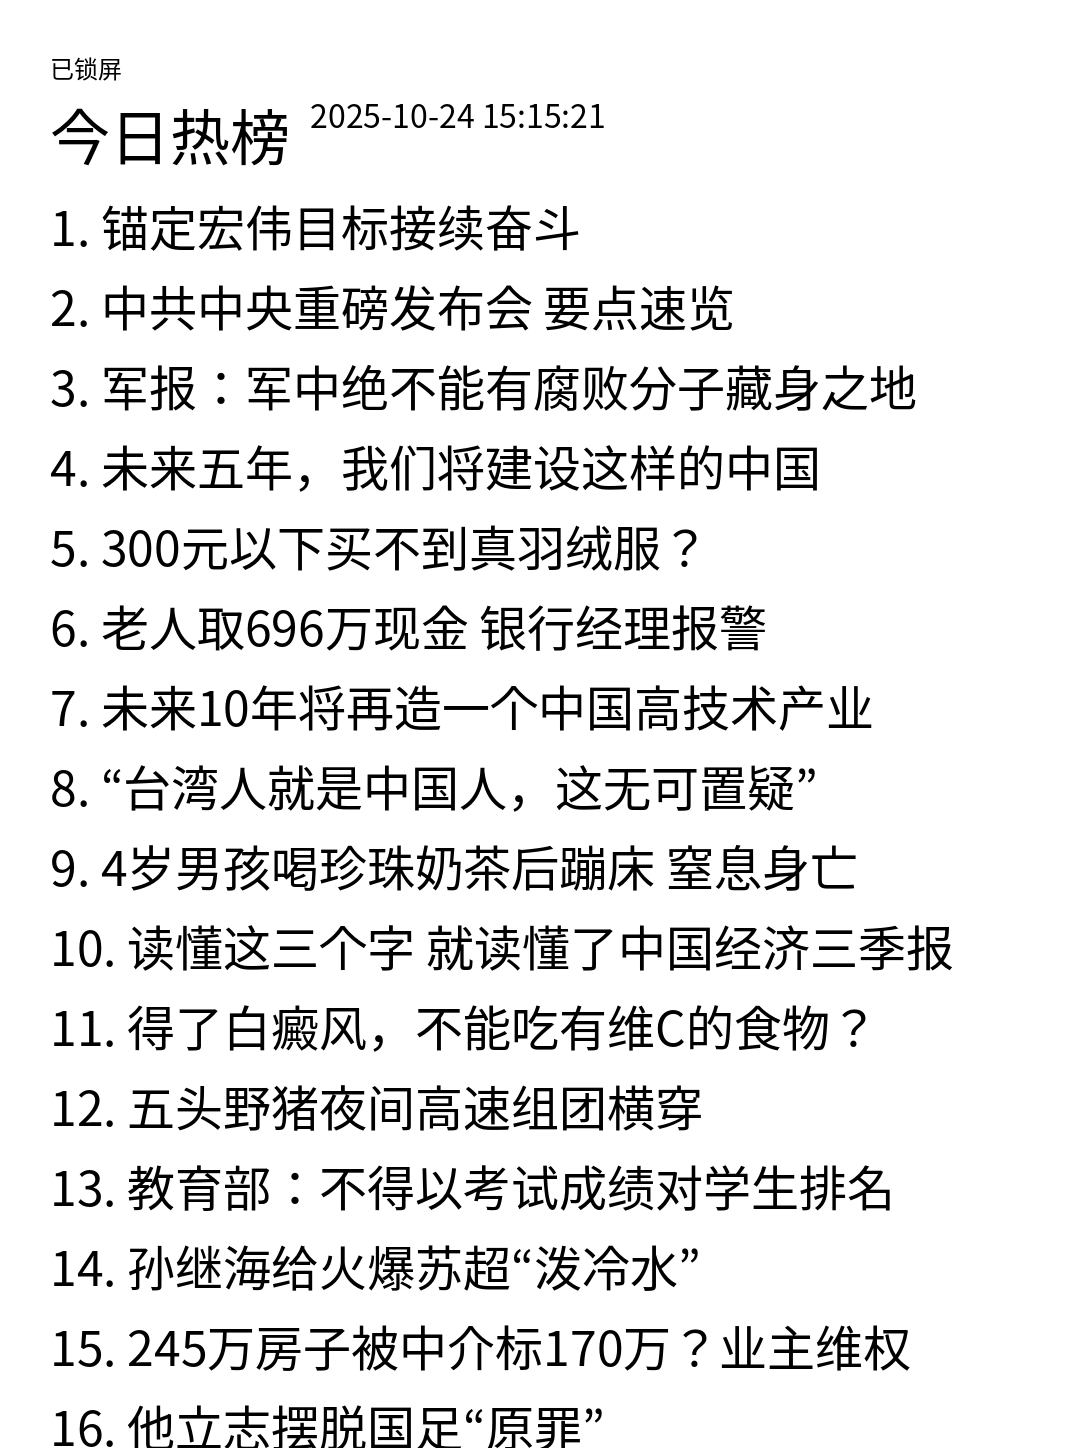 已锁屏
今日热榜 2025-10-24 15:15:21
1. 锚定宏伟目标接续奋斗
2. 中共中央重磅发布会 要点速览
3. 军报：军中绝不能有腐败分子藏身之地
4. 未来五年，我们将建设这样的中国
5. 300元以下买不到真羽绒服？
6. 老人取696万现金 银行经理报警
7. 未来10年将再造一个中国高技术产业
8. “台湾人就是中国人，这无可置疑”
9. 4岁男孩喝珍珠奶茶后蹦床 窒息身亡
10. 读懂这三个字 就读懂了中国经济三季报
11. 得了白癜风，不能吃有维C的食物？
12. 五头野猪夜间高速组团横穿
13. 教育部：不得以考试成绩对学生排名
14. 孙继海给火爆苏超“泼冷水”
15. 245万房子被中介标170万？业主维权
16. 他立志摆脱国足“原罪”